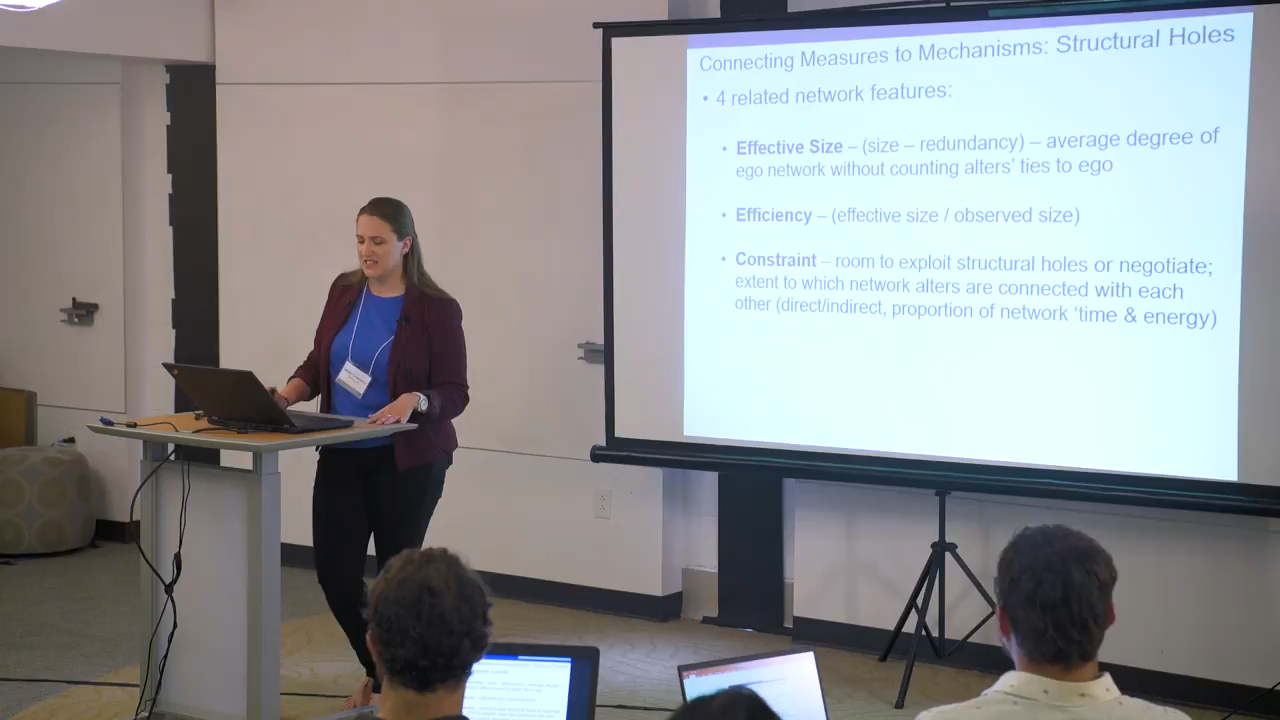 Connecting Measures to Mechanisms: Structural Holes
• 4 related network features:
• Effective Size – (size – redundancy) – average degree of
ego network without counting alters’ ties to ego
• Efficiency – (effective size / observed size)
• Constraint – room to exploit structural holes or negotiate;
extent to which network alters are connected with each
other (direct/indirect, proportion of network ‘time & energy)